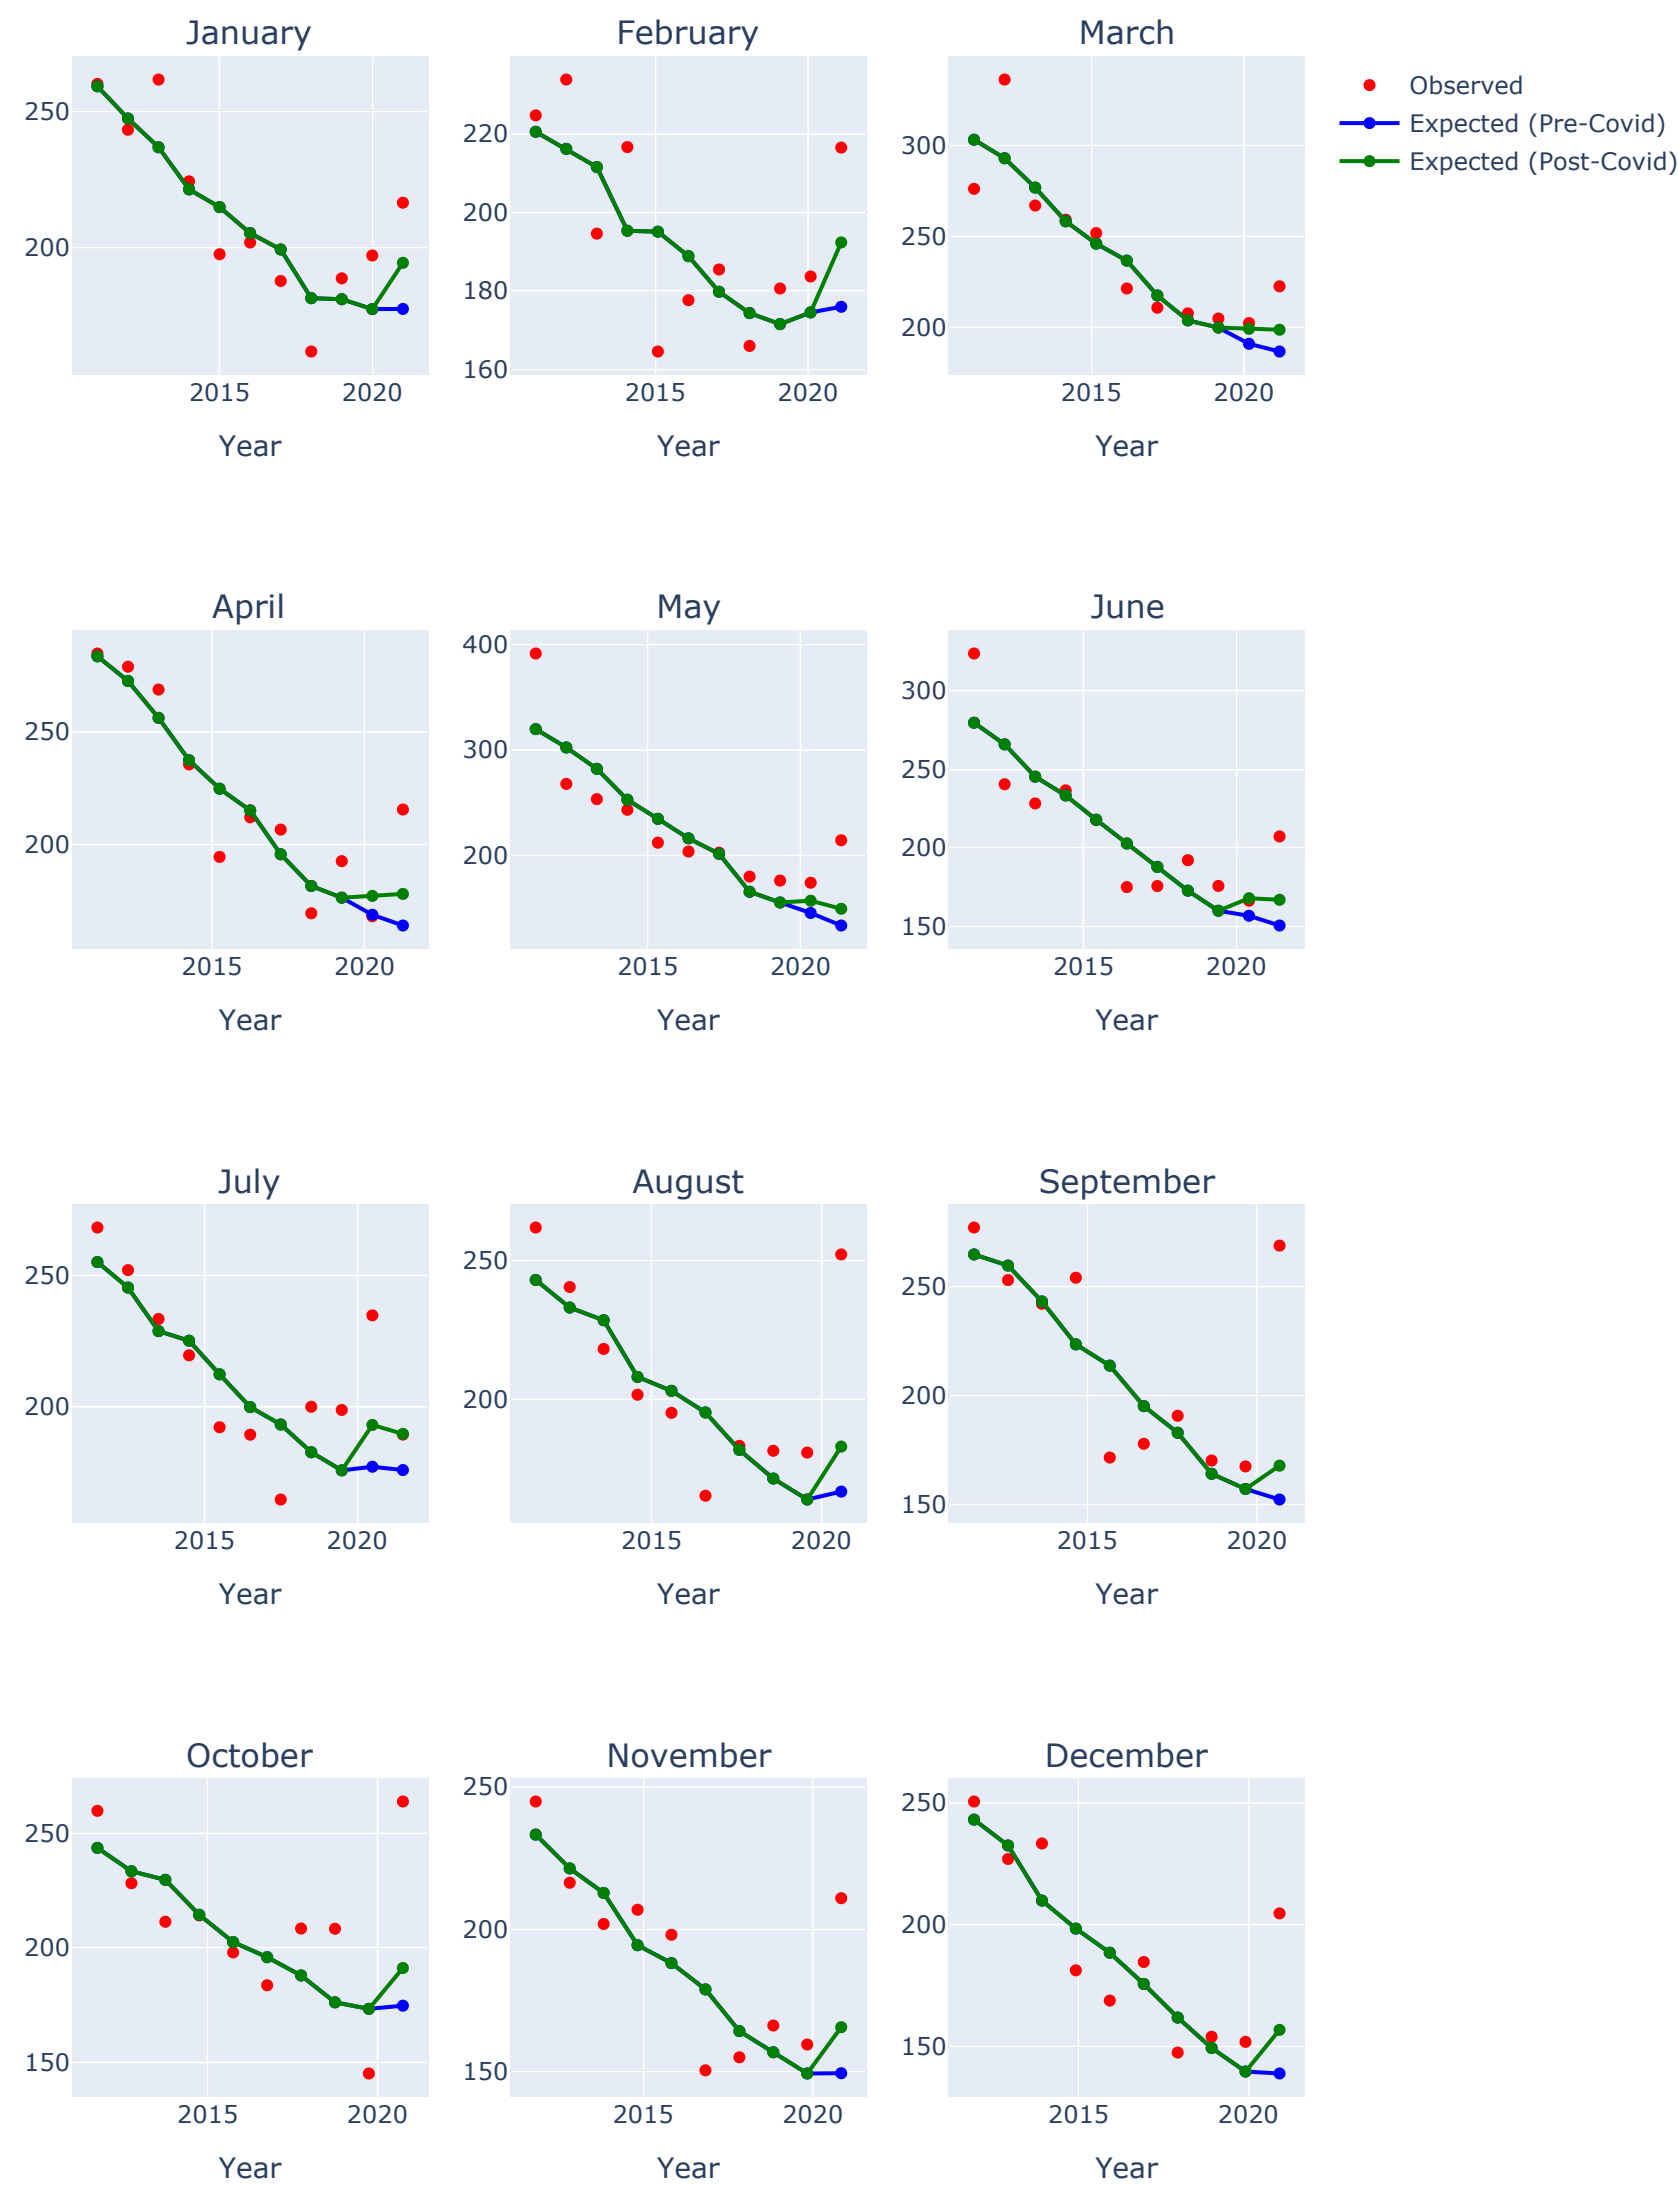 January
February
March
Observed
Expected (Pre-Covid)
Expected (Post-Covid)
250
200
2015
2020
Year
220
200
180
160
2015
2020
Year
300
250
200
2015
2020
Year
April
May
June
250
200
2015
2020
Year
400
300
200
2015
2020
Year
300
250
200
150
2015
2020
Year
July
August
September
250
200
2015
2020
Year
250
200
2015
2020
Year
250
200
150
2015
2020
Year
October
November
December
250
200
150
2015
2020
Year
250
200
150
2015
2020
Year
250
200
150
2015
2020
Year